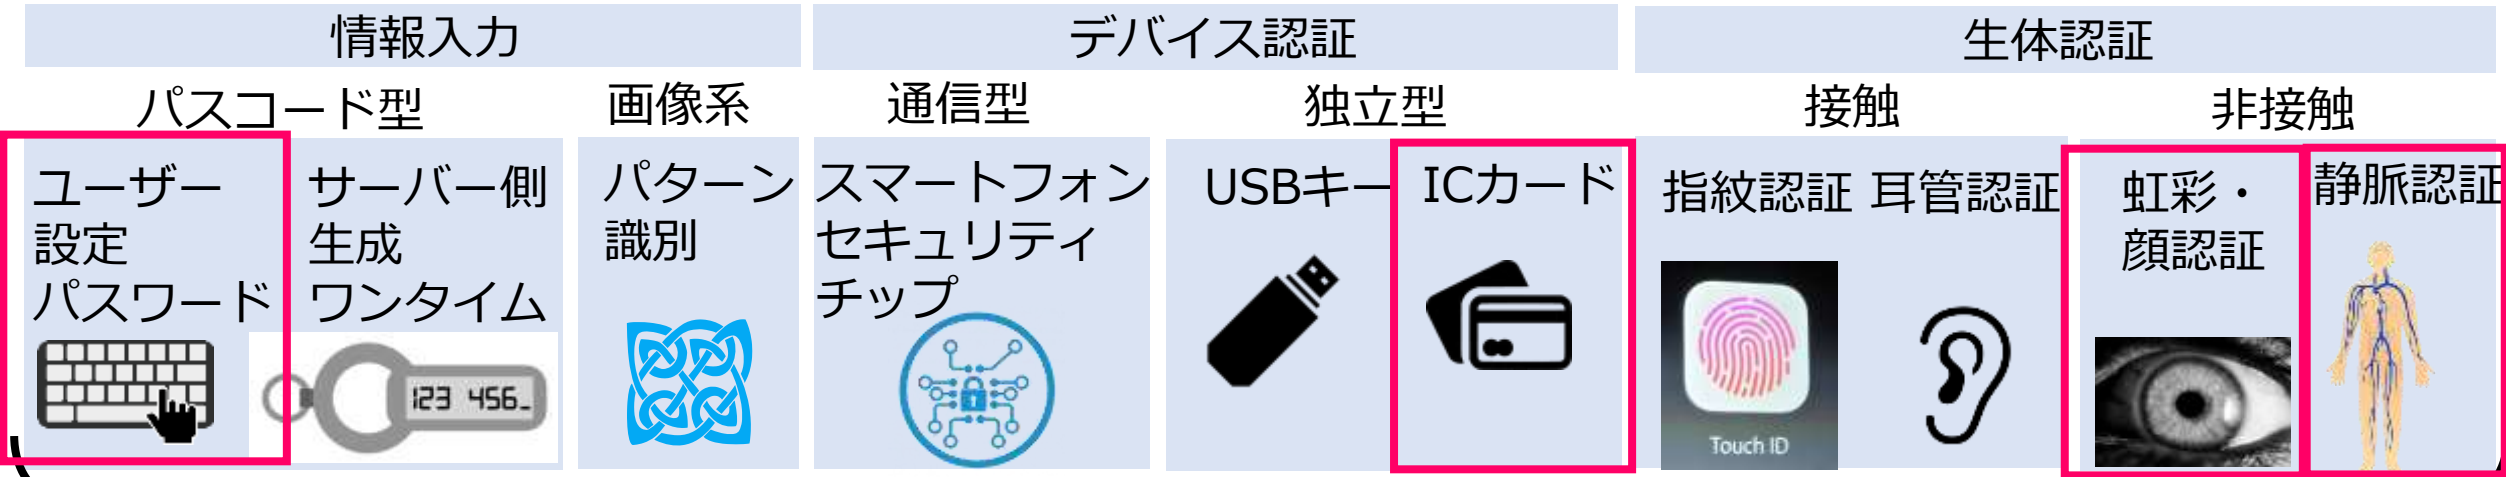 情報入力
デバイス認証
生体認証
パスコード型
画像系
通信型
独立型
接触
非接触
ユーザー
設定
パスワード
サーバー側
生成
ワンタイム
123 456_
パターン
識別
スマートフォン
セキュリティ
チップ
USBキー
ICカード
指紋認証
Touch ID
耳管認証
虹彩・
顔認証
静脈認証